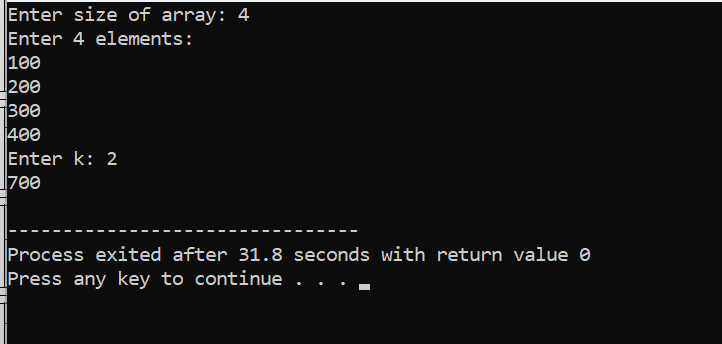 Enter size of array: 4
Enter 4 elements:
100
200
300
400
Enter k: 2
700
---------------------------------
Process exited after 31.8 seconds with return value 0
Press any key to continue . . .